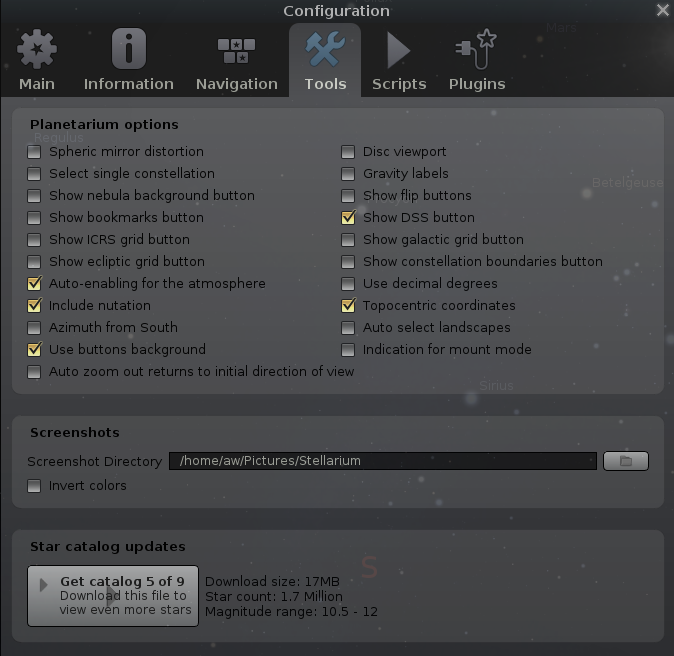 Configuration
Mars
Main Information Navigation Tools Scripts Plugins
Planetarium options
Regulus
Spheric mirror distortion
Disc viewport
Select single constellation
Gravity labels
Betelgeuse
Show nebula background button
Show flip buttons
Show bookmarks button
Show DSS button
Show ICRS grid button
Show galactic grid button
Show ecliptic grid button
Show constellation boundaries button
Auto-enabling for the atmosphere
Use decimal degrees
Include nutation
Topocentric coordinates
Azimuth from South
Auto select landscapes
Use buttons background
Indication for mount mode
Auto zoom out returns to initial direction of view
Sirius
Screenshots
Screenshot Directory /home/aw/Pictures/Stellarium
Invert colors
Star catalog updates
S
Get catalog 5 of 9
Download this file to
view even more stars
Download size: 17MB
Star count: 1.7 Million
Magnitude range: 10.5 - 12